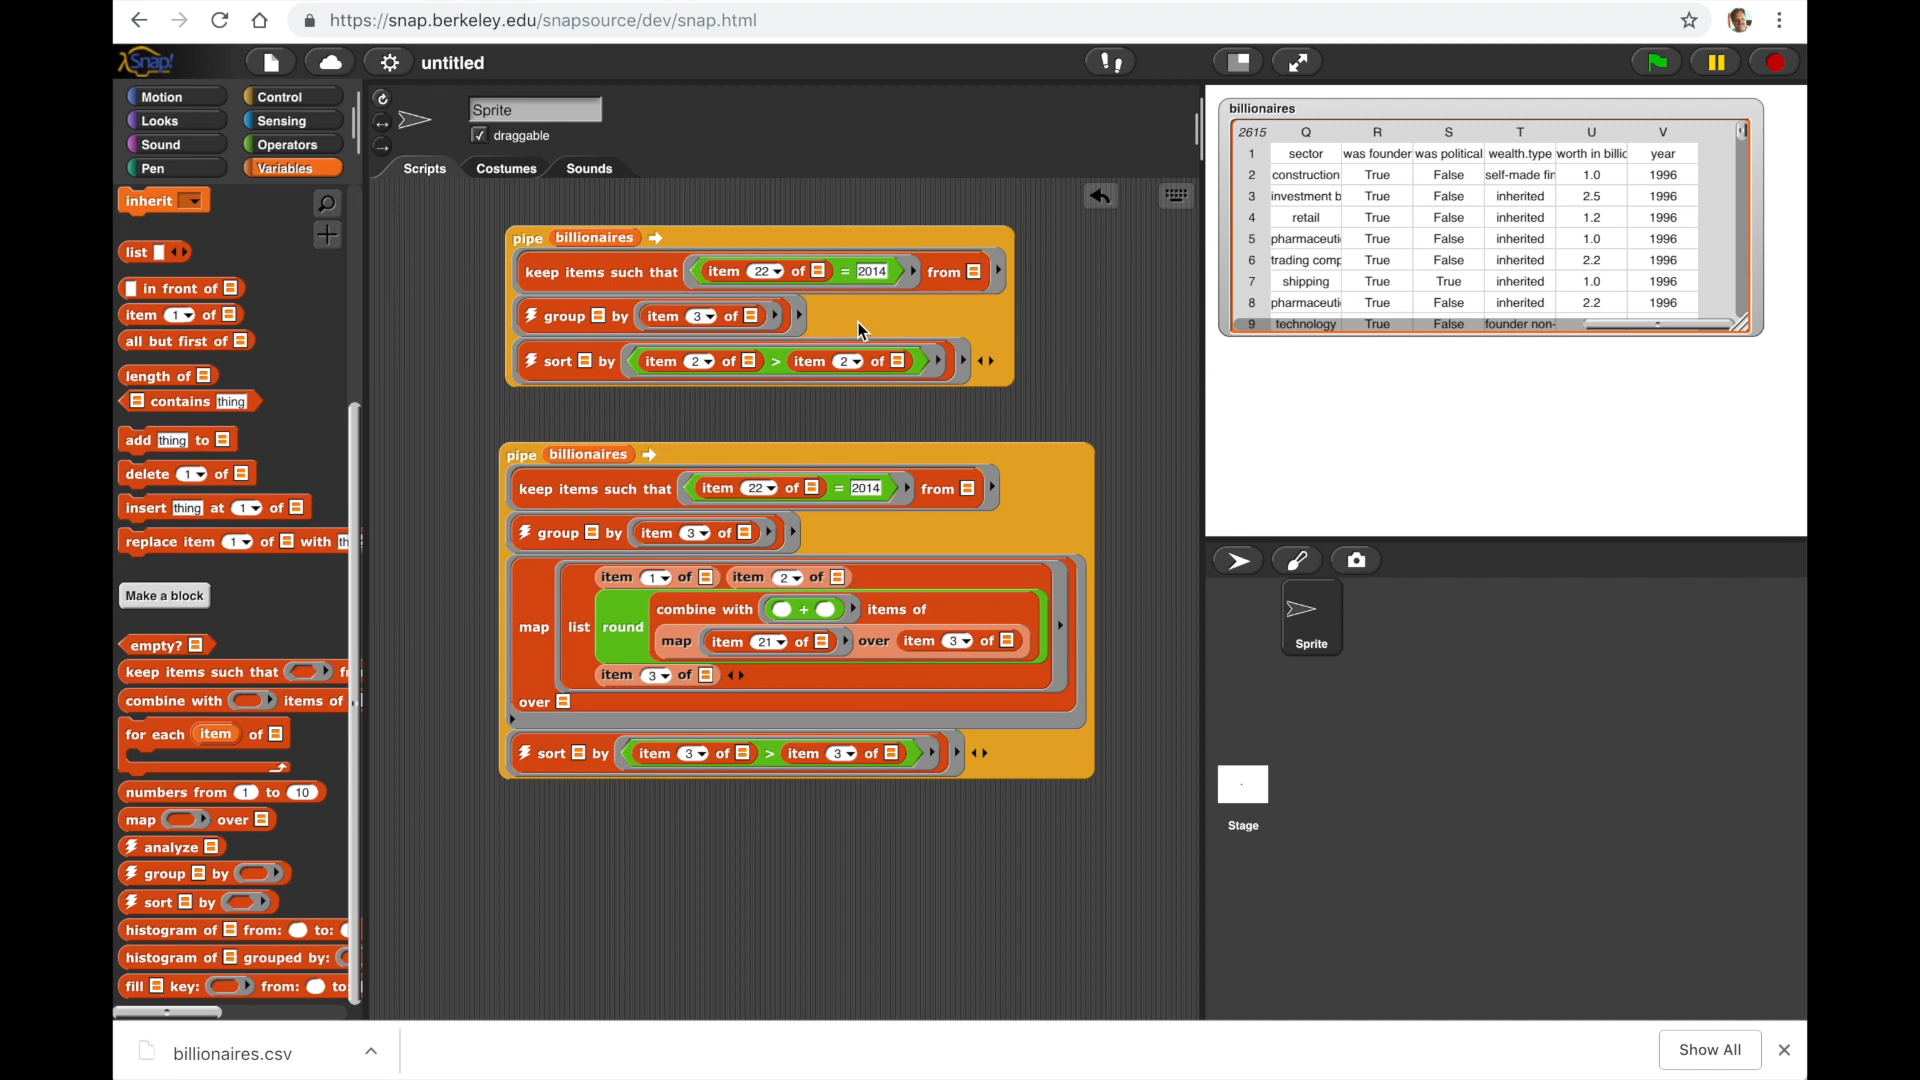 https://snap.berkeley.edu/snapsource/dev/snap.html
Snap!
untitled
Motion
Control
Looks
Sensing
Sound
Operators
Pen
Variables
inherit
list
in front of
item 1 of
all but first of
length of
contains thing
add thing to
delete 1 of
insert thing at 1 of
replace item 1 of with th
Make a block
empty?
keep items such that
combine with items of
for each item of
numbers from 1 to 10
map over
analyze
group by
sort by
histogram of from: to:
histogram of grouped by:
fill key: from: to
Sprite
draggable
Scripts
Costumes
Sounds
pipe billionaires
keep items such that item 22 of = 2014 from
group by item 3 of
sort by item 2 of > item 2 of
pipe billionaires
keep items such that item 22 of = 2014 from
group by item 3 of
map list item 1 of item 2 of
round combine with + items of
map item 21 of over item 3 of
item 3 of
over
sort by item 3 of > item 3 of
billionaires
2615 Q R S T U V
1 sector was founder was political wealth.type worth in billic year
2 construction True False self-made fin 1.0 1996
3 investment b True False inherited 2.5 1996
4 retail True False inherited 1.2 1996
5 pharmaceuti True False inherited 1.0 1996
6 trading comp True False inherited 2.2 1996
7 shipping True True inherited 1.0 1996
8 pharmaceuti True False inherited 2.2 1996
9 technology True False founder non-
Sprite
Stage
billionaires.csv
Show All